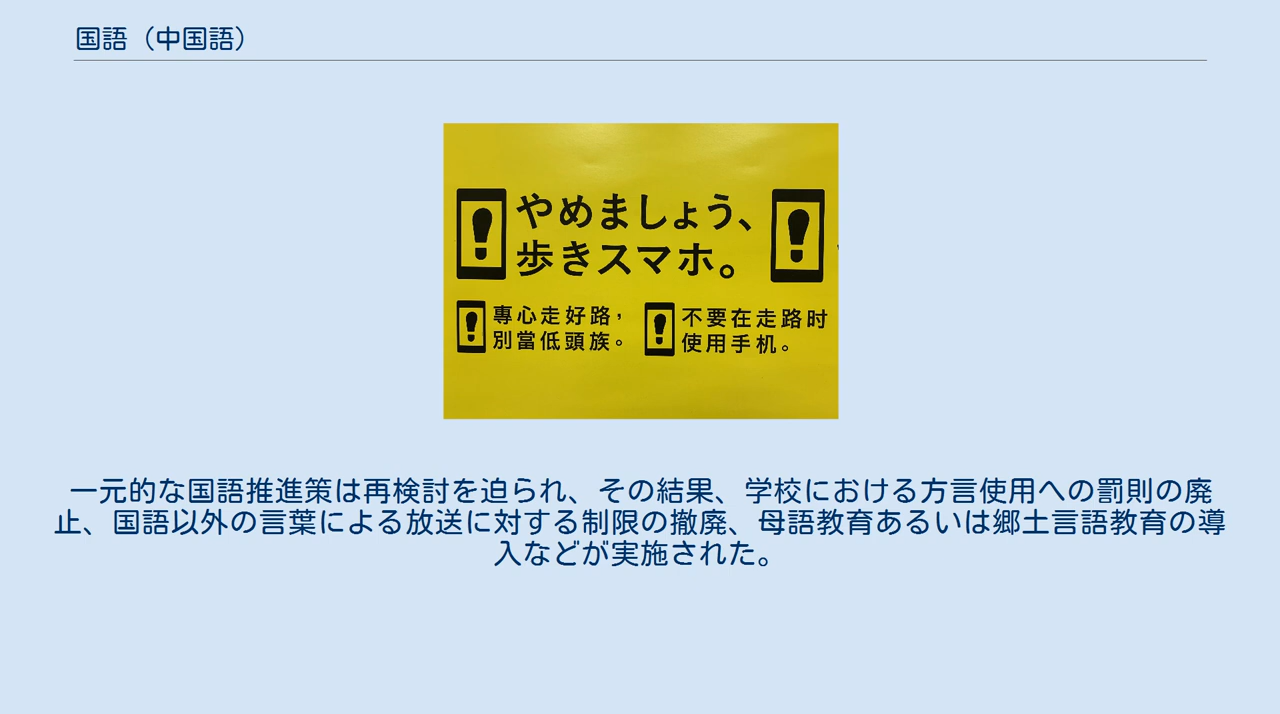 国語（中国語）
やめましょう、
歩きスマホ。
專心走好路，
別當低頭族。
不要在走路时
使用手机。
一元的な国語推進策は再検討を迫られ、その結果、学校における方言使用への罰則の廃
止、国語以外の言葉による放送に対する制限の撤廃、母語教育あるいは郷土言語教育の導
入などが実施された。